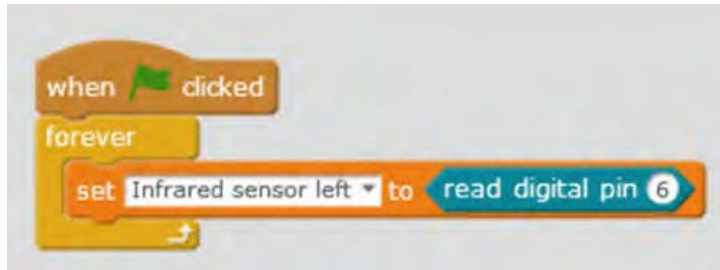 when clicked
forever
set Infrared sensor left to read digital pin 6